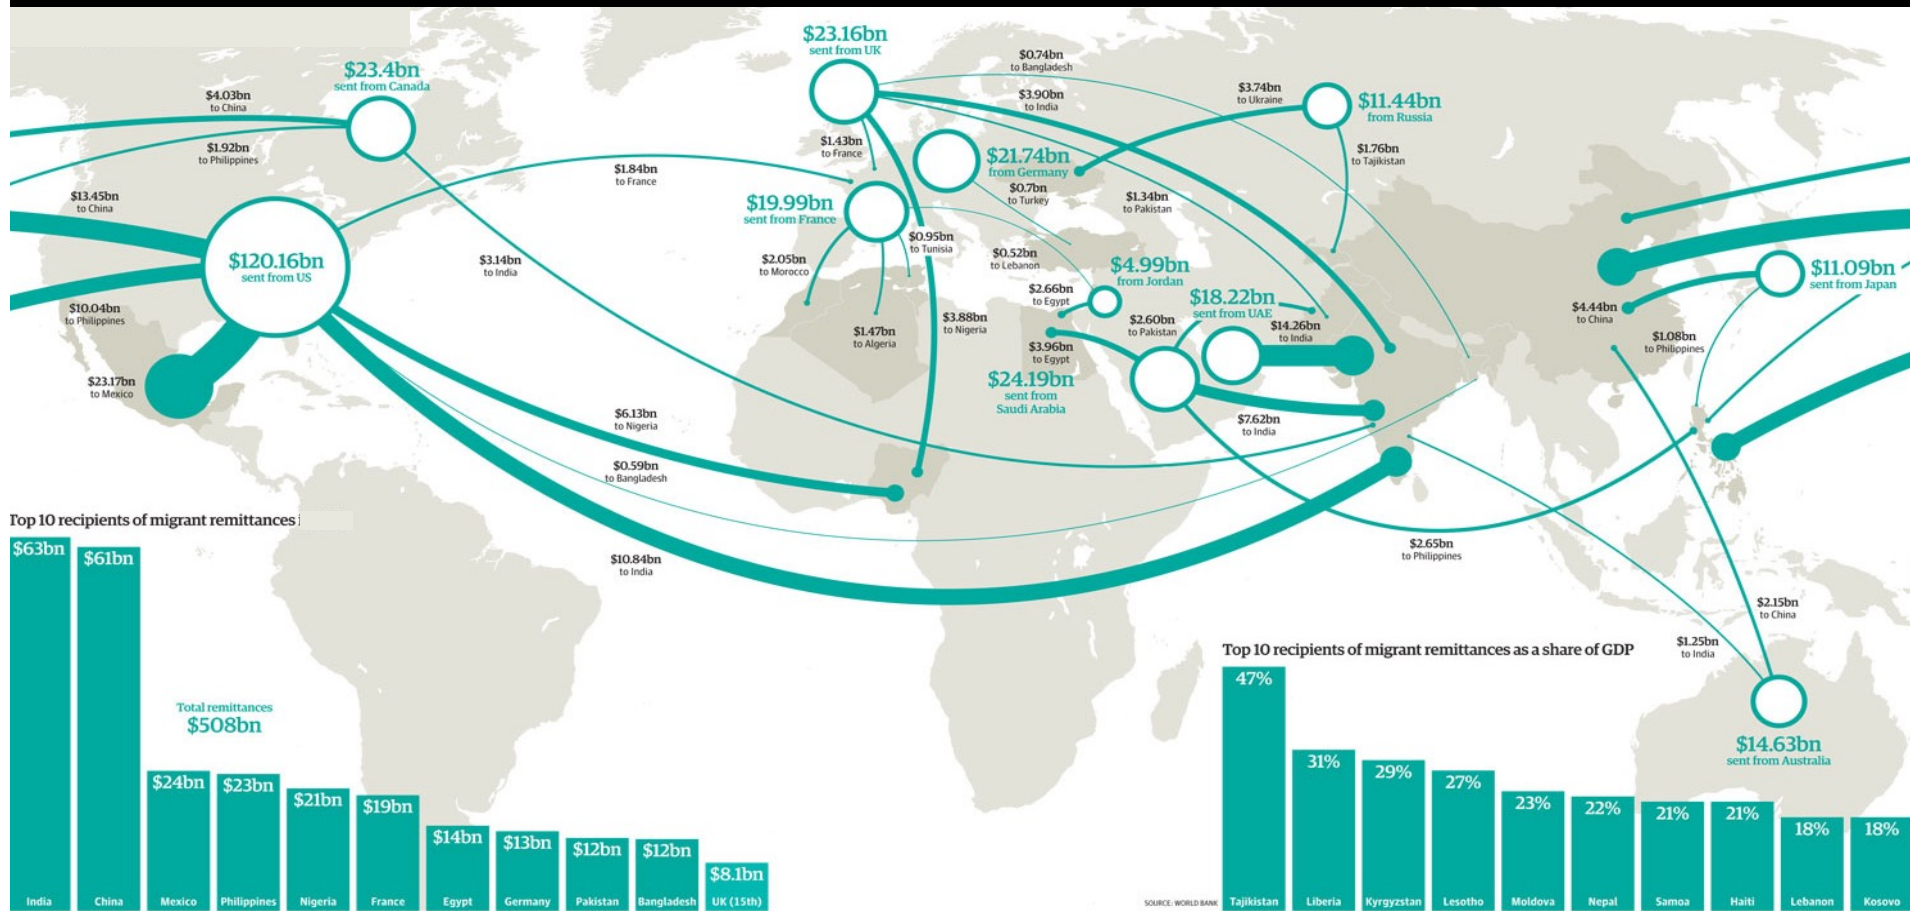 $23.16bn
sent from UK
$23.4bn
sent from Canada
$4.03bn
to China
$1.92bn
to Philippines
$13.45bn
to China
$120.16bn
sent from US
$10.04bn
to Philippines
$23.17bn
to Mexico
$1.84bn
to France
$3.14bn
to India
$6.13bn
to Nigeria
$0.59bn
to Bangladesh
$10.84bn
to India
$0.74bn
to Bangladesh
$3.90bn
to India
$1.43bn
to France
$1.34bn
to Pakistan
$3.88bn
to Nigeria
$21.74bn
from Germany
$0.7bn
to Turkey
$19.99bn
sent from France
$0.95bn
to Tunisia
$2.05bn
to Morocco
$1.47bn
to Algeria
$0.52bn
to Lebanon
$3.74bn
to Ukraine
$11.44bn
from Russia
$1.76bn
to Tajikistan
$4.99bn
from Jordan
$2.66bn
to Egypt
$18.22bn
sent from UAE
$14.26bn
to India
$2.60bn
to Pakistan
$3.96bn
to Egypt
$24.19bn
sent from
Saudi Arabia
$7.62bn
to India
$2.65bn
to Philippines
$11.09bn
sent from Japan
$4.44bn
to China
$1.08bn
to Philippines
$2.15bn
to China
$1.25bn
to India
$14.63bn
sent from Australia
Top 10 recipients of migrant remittances
$63bn
$61bn
$24bn
$23bn
$21bn
$19bn
$14bn
$13bn
$12bn
$12bn
$8.1bn
India
China
Mexico
Philippines
Nigeria
France
Egypt
Germany
Pakistan
Bangladesh
UK (15th)
Total remittances
$508bn
Top 10 recipients of migrant remittances as a share of GDP
47%
31%
29%
27%
23%
22%
21%
21%
18%
18%
Tajikistan
Liberia
Kyrgyzstan
Lesotho
Moldova
Nepal
Samoa
Haiti
Lebanon
Kosovo
SOURCE: WORLD BANK